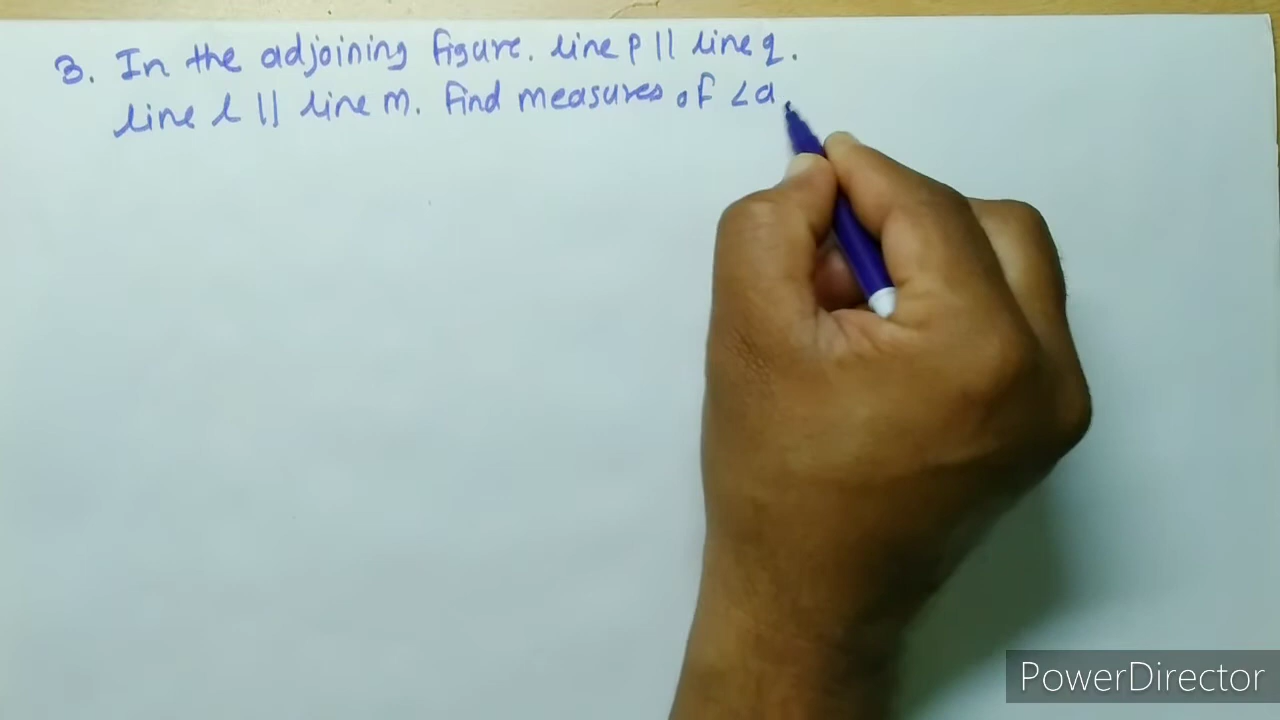 3. In the adjoining figure. line p || line q.
line l || line m. Find measures of ∠a,
PowerDirector